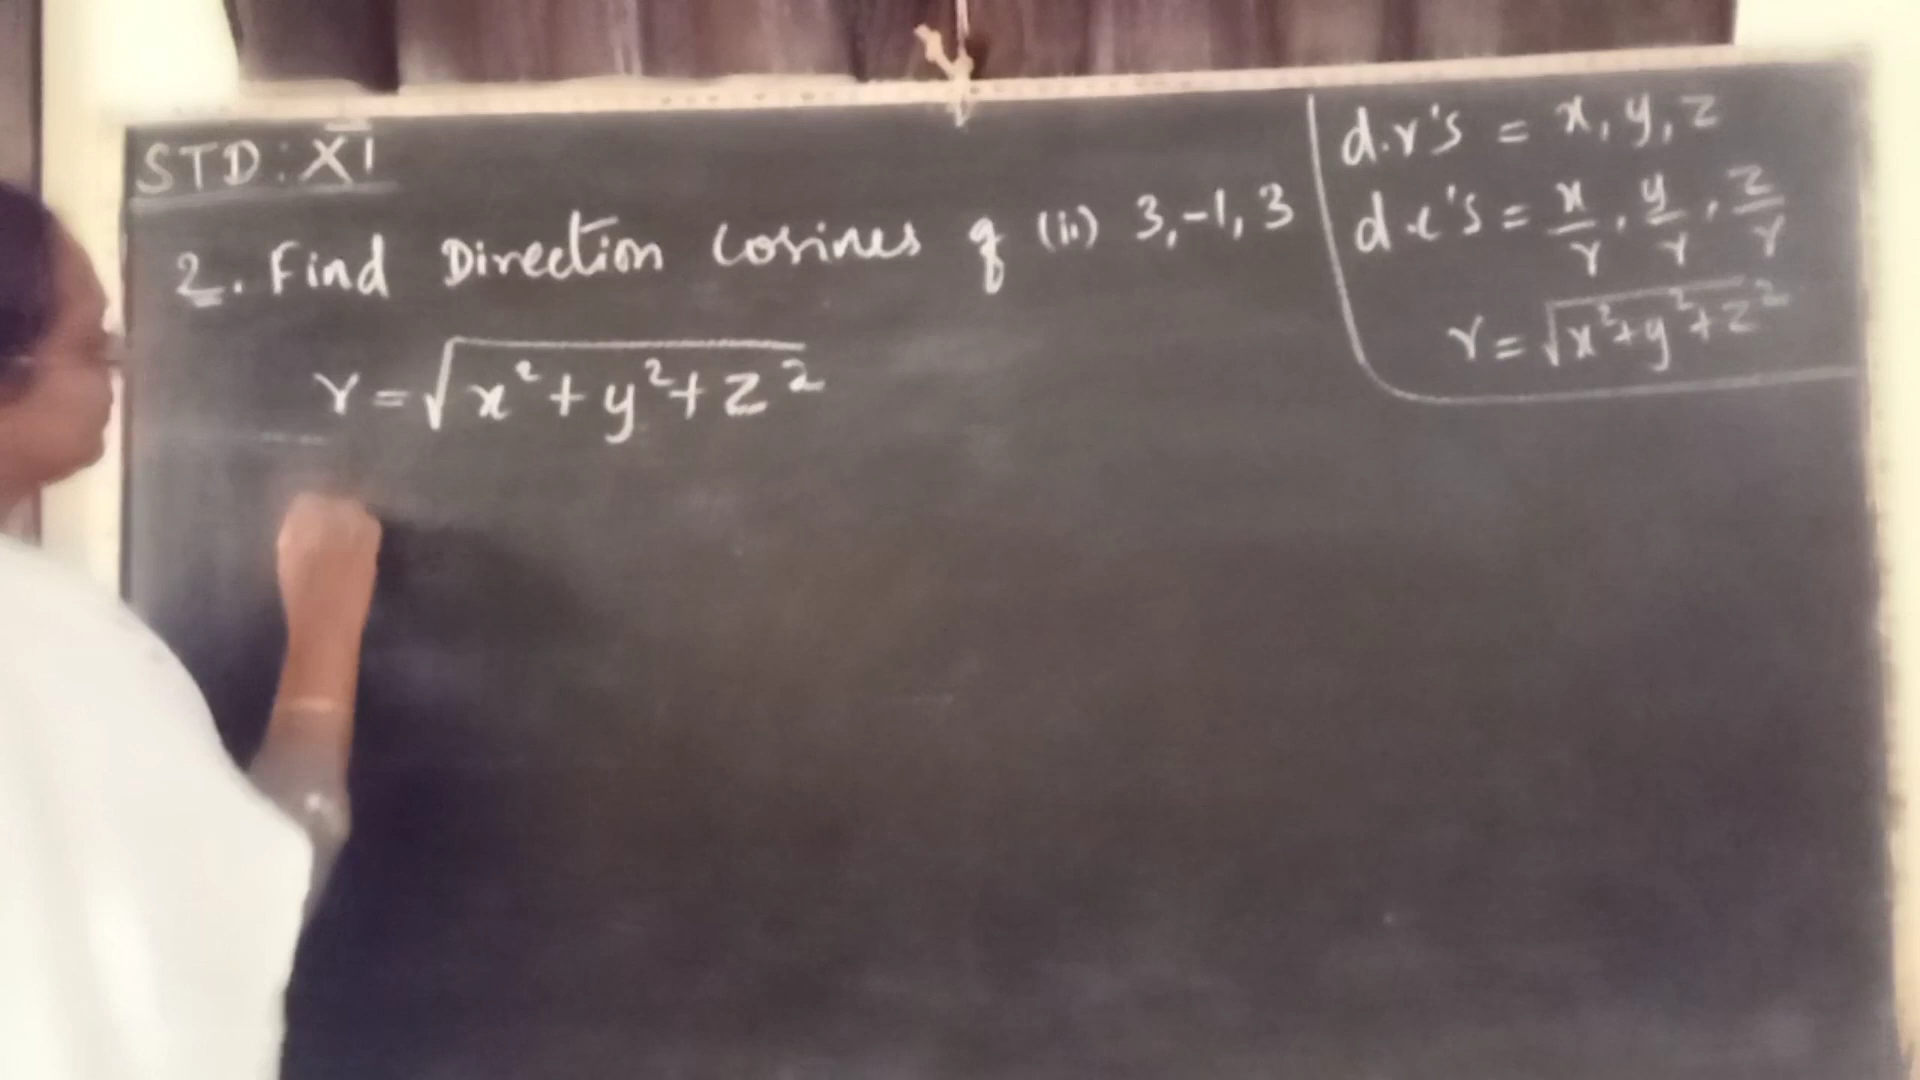 STD: XI
2. Find Direction Cosines of (ii) 3, -1, 3
r = √x²+y²+z²
d.r's = x, y, z
d.c's = x/r, y/r, z/r
r = √x²+y²+z²